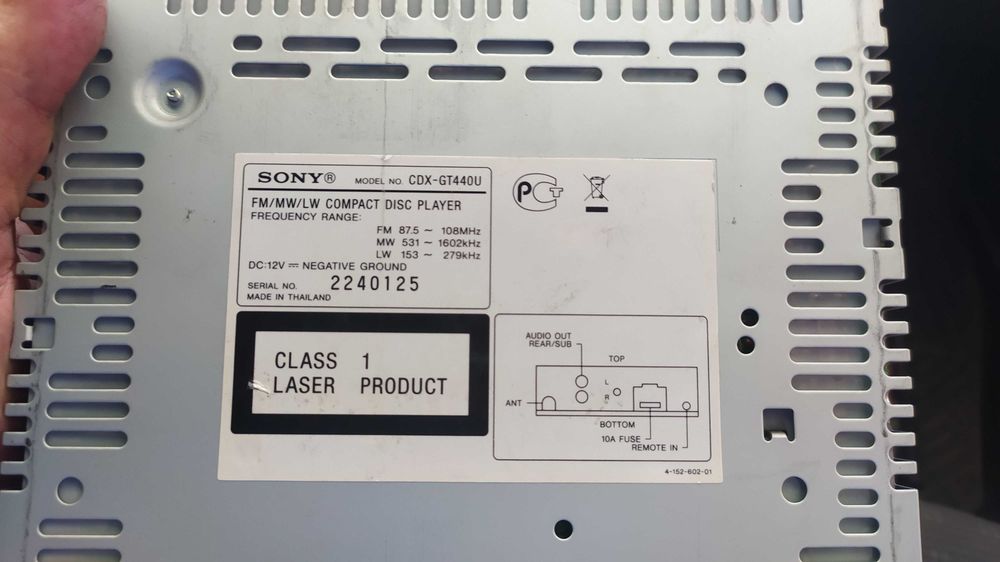 SONY® MODEL NO. CDX-GT440U
FM/MW/LW COMPACT DISC PLAYER
FREQUENCY RANGE:
FM 87.5 ~ 108MHz
MW 531 ~ 1602kHz
LW 153 ~ 279kHz
DC:12V ⎓ NEGATIVE GROUND
SERIAL NO. 2240125
MADE IN THAILAND
CLASS 1
LASER PRODUCT
РСТ
AUDIO OUT
REAR/SUB
TOP
L
R
ANT
BOTTOM
10A FUSE
REMOTE IN
4-152-602-01